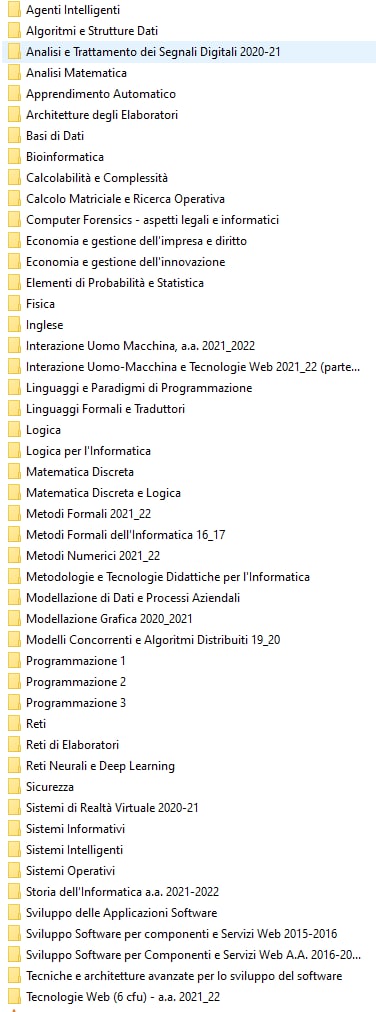 Agenti Intelligenti
Algoritmi e Strutture Dati
Analisi e Trattamento dei Segnali Digitali 2020-21
Analisi Matematica
Apprendimento Automatico
Architetture degli Elaboratori
Basi di Dati
Bioinformatica
Calcolabilità e Complessità
Calcolo Matriciale e Ricerca Operativa
Computer Forensics - aspetti legali e informatici
Economia e gestione dell'impresa e diritto
Economia e gestione dell'innovazione
Elementi di Probabilità e Statistica
Fisica
Inglese
Interazione Uomo Macchina, a.a. 2021_2022
Interazione Uomo-Macchina e Tecnologie Web 2021_22 (parte...
Linguaggi e Paradigmi di Programmazione
Linguaggi Formali e Traduttori
Logica
Logica per l'Informatica
Matematica Discreta
Matematica Discreta e Logica
Metodi Formali 2021_22
Metodi Formali dell'Informatica 16_17
Metodi Numerici 2021_22
Metodologie e Tecnologie Didattiche per l'Informatica
Modellazione di Dati e Processi Aziendali
Modellazione Grafica 2020_2021
Modelli Concorrenti e Algoritmi Distribuiti 19_20
Programmazione 1
Programmazione 2
Programmazione 3
Reti
Reti di Elaboratori
Reti Neurali e Deep Learning
Sicurezza
Sistemi di Realtà Virtuale 2020-21
Sistemi Informativi
Sistemi Intelligenti
Sistemi Operativi
Storia dell'Informatica a.a. 2021-2022
Sviluppo delle Applicazioni Software
Sviluppo Software per componenti e Servizi Web 2015-2016
Sviluppo Software per Componenti e Servizi Web A.A. 2016-20...
Tecniche e architetture avanzate per lo sviluppo del software
Tecnologie Web (6 cfu) - a.a. 2021_22